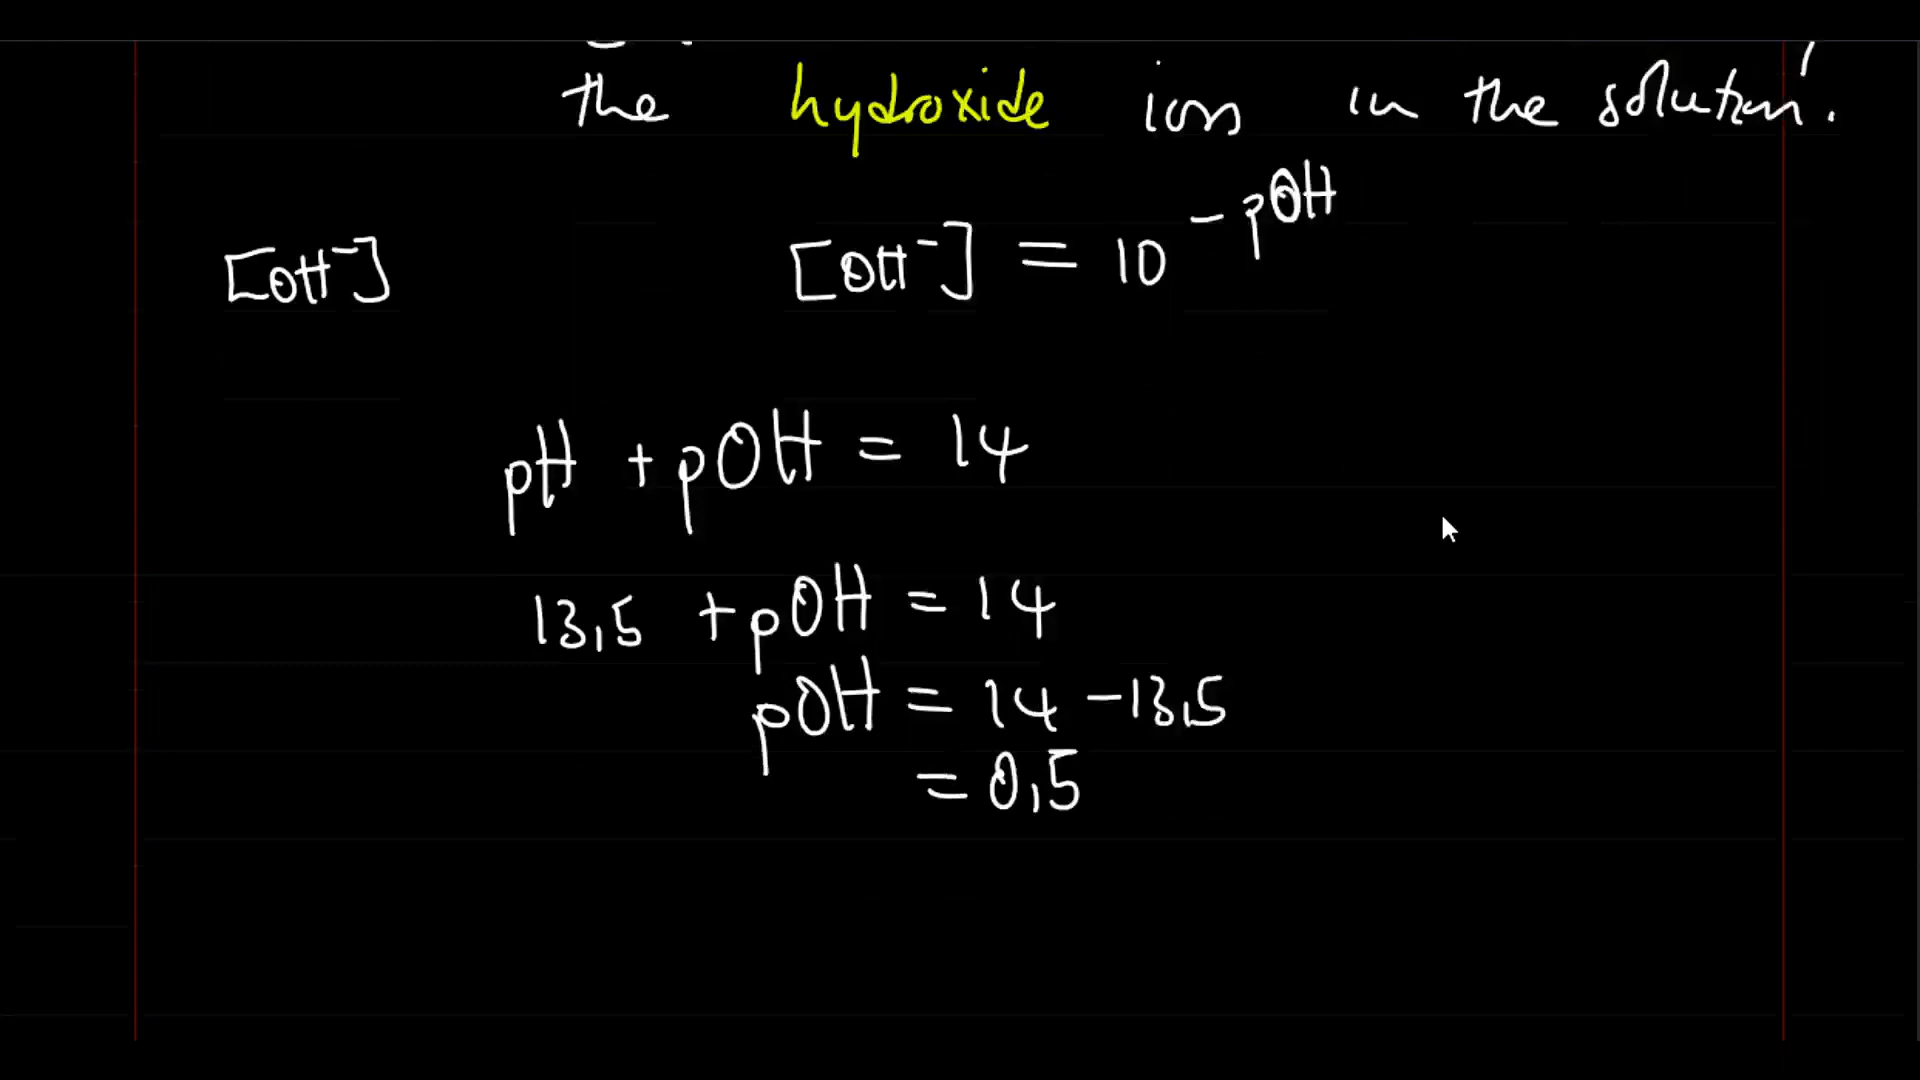 the hydroxide ion in the solution.
[OH⁻] [OH⁻] = 10^-pOH
pH + pOH = 14
13,5 + pOH = 14
pOH = 14 - 13,5
= 0,5